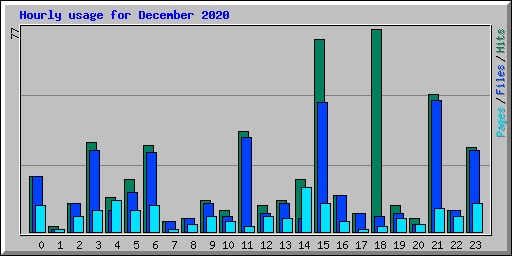 Hourly usage for December 2020
77
Pages / Files / Hits
0 1 2 3 4 5 6 7 8 9 10 11 12 13 14 15 16 17 18 19 20 21 22 23